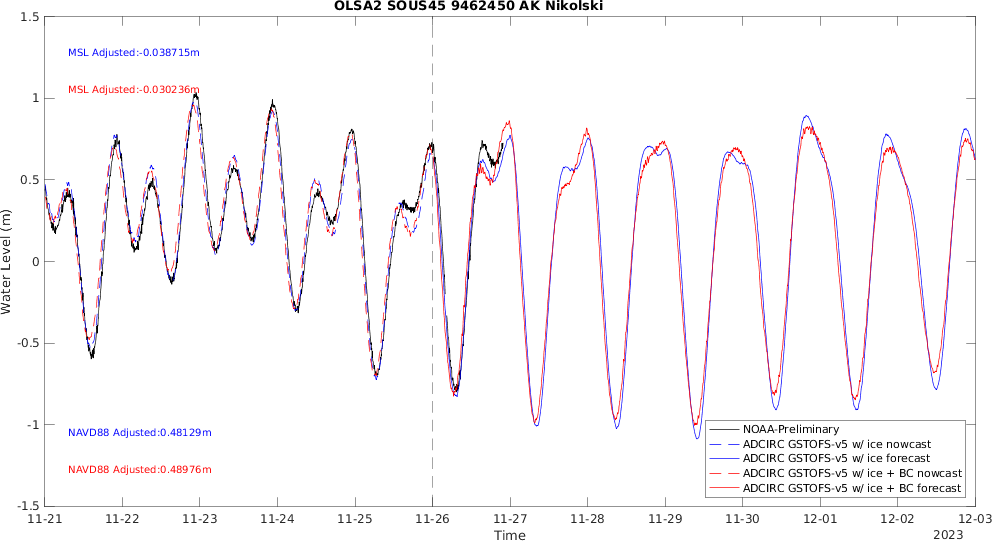 OLSA2 SOUS45 9462450 AK Nikolski
1.5
1
0.5
0
-0.5
-1
-1.5
Water Level (m)
MSL Adjusted:-0.038715m
MSL Adjusted:-0.030236m
NAVD88 Adjusted:0.48129m
NAVD88 Adjusted:0.48976m
NOAA-Preliminary
ADCIRC GSTOFS-v5 w/ ice nowcast
ADCIRC GSTOFS-v5 w/ ice forecast
ADCIRC GSTOFS-v5 w/ ice + BC nowcast
ADCIRC GSTOFS-v5 w/ ice + BC forecast
11-21 11-22 11-23 11-24 11-25 11-26 11-27 11-28 11-29 11-30 12-01 12-02 12-03
Time
2023